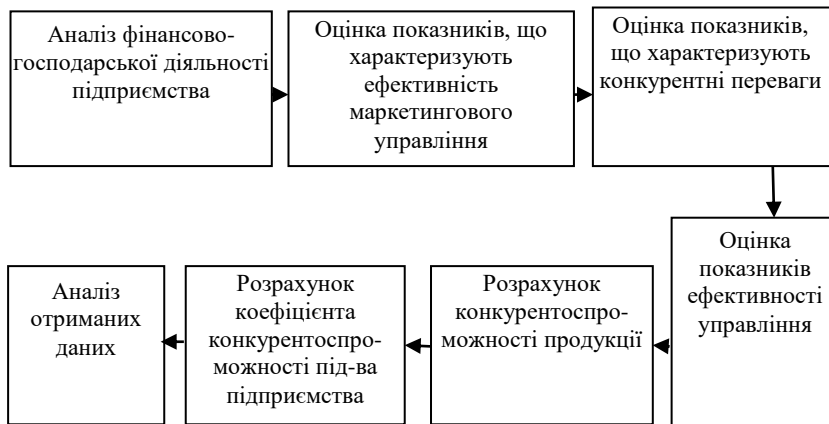 Аналіз фінансово-
господарської діяльності
підприємства
Оцінка показників, що
характеризують
ефективність
маркетингового
управління
Оцінка показників,
що характеризують
конкурентні переваги
Оцінка
показників
ефективності
управління
Розрахунок
конкурентоспро-
можності продукції
Розрахунок
коефіцієнта
конкурентоспро-
можності під-ва
підприємства
Аналіз
отриманих
даних